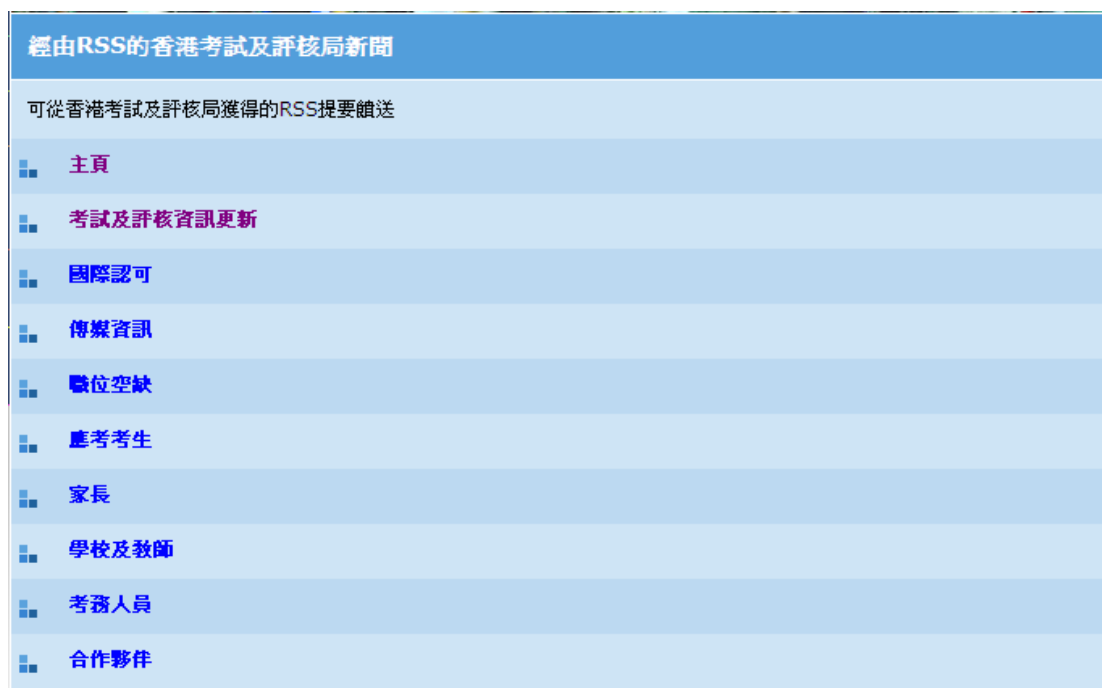 經由RSS的香港考試及評核局新聞
可從香港考試及評核局獲得的RSS提要饋送
主頁
考試及評核資訊更新
國際認可
傳媒資訊
職位空缺
應考考生
家長
學校及教師
考務人員
合作夥伴